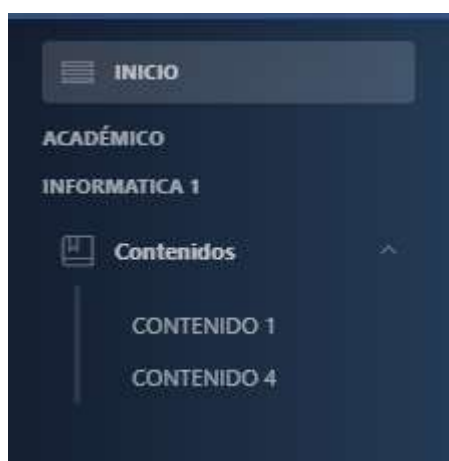 INICIO
ACADÉMICO
INFORMATICA 1
Contenidos
CONTENIDO 1
CONTENIDO 4